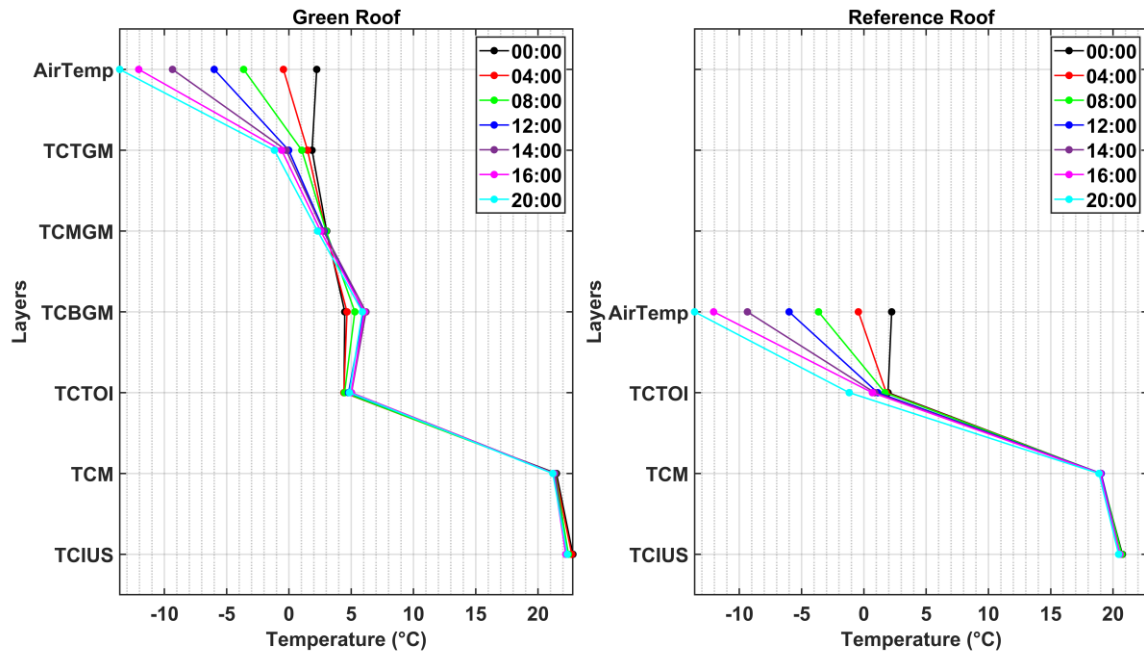 Green Roof
00:00
04:00
08:00
12:00
14:00
16:00
20:00
AirTemp
TCTGM
TCMGM
TCBGM
TCTOI
TCM
TCIUS
Layers
-10 -5 0 5 10 15 20
Temperature (°C)
Reference Roof
00:00
04:00
08:00
12:00
14:00
16:00
20:00
AirTemp
TCTOI
TCM
TCIUS
Layers
-10 -5 0 5 10 15 20
Temperature (°C)